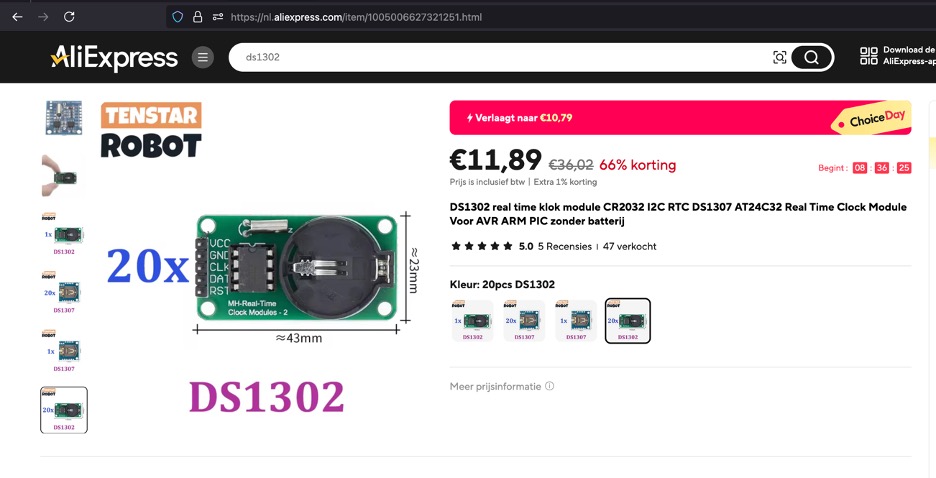 https://nl.aliexpress.com/item/1005006627321251.html
AliExpress
ds1302
Download de
AliExpress-ap
TENSTAR
ROBOT
20x
VCC
GND
CLK
DAT
RST
MH-Real-Time
Clock Modules - 2
≈23mm
≈43mm
DS1302
1x
DS1302
20x
DS1307
1x
DS1307
20x
DS1302
Verlaagt naar €10,79
ChoiceDay
€11,89 €36,02 66% korting
Begint : 08 : 36 : 25
Prijs is inclusief btw | Extra 1% korting
DS1302 real time klok module CR2032 I2C RTC DS1307 AT24C32 Real Time Clock Module
Voor AVR ARM PIC zonder batterij
5.0 5 Recensies | 47 verkocht
Kleur: 20pcs DS1302
1x
DS1302
20x
DS1307
1x
DS1307
20x
DS1302
Meer prijsinformatie